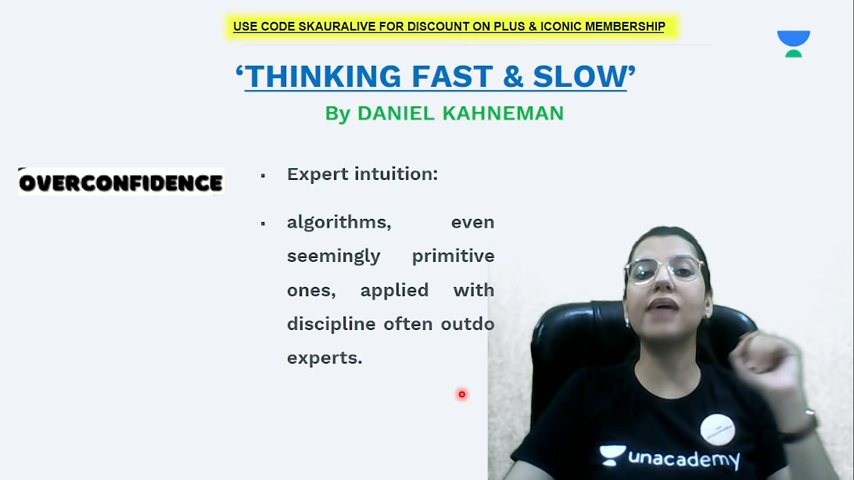 USE CODE SKAURALIVE FOR DISCOUNT ON PLUS & ICONIC MEMBERSHIP
‘THINKING FAST & SLOW’
By DANIEL KAHNEMAN
OVERCONFIDENCE
▪ Expert intuition:
▪ algorithms, even
seemingly primitive
ones, applied with
discipline often outdo
experts.
unacademy